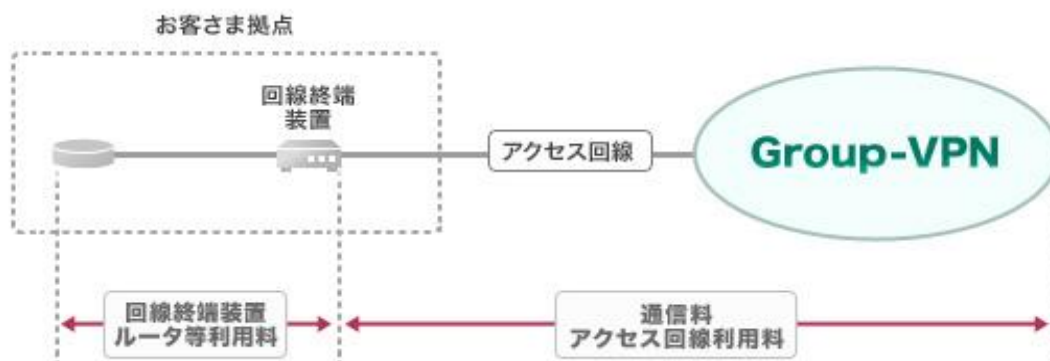 お客さま拠点
回線終端
装置
アクセス回線
Group-VPN
回線終端装置
ルータ等利用料
通信料
アクセス回線利用料